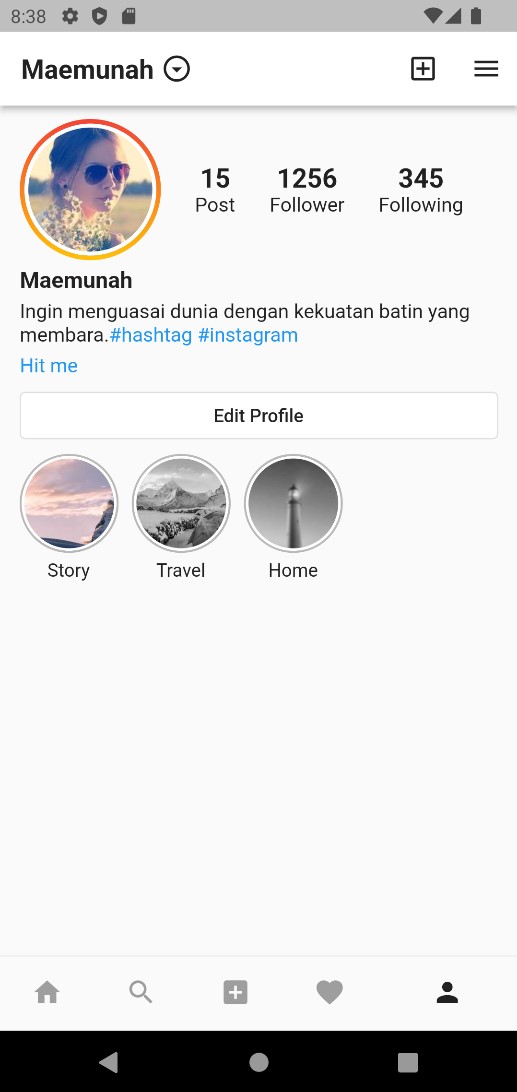 8:38
Maemunah
15 1256 345
Post Follower Following
Maemunah
Ingin menguasai dunia dengan kekuatan batin yang
membara.#hashtag #instagram
Hit me
Edit Profile
Story Travel Home